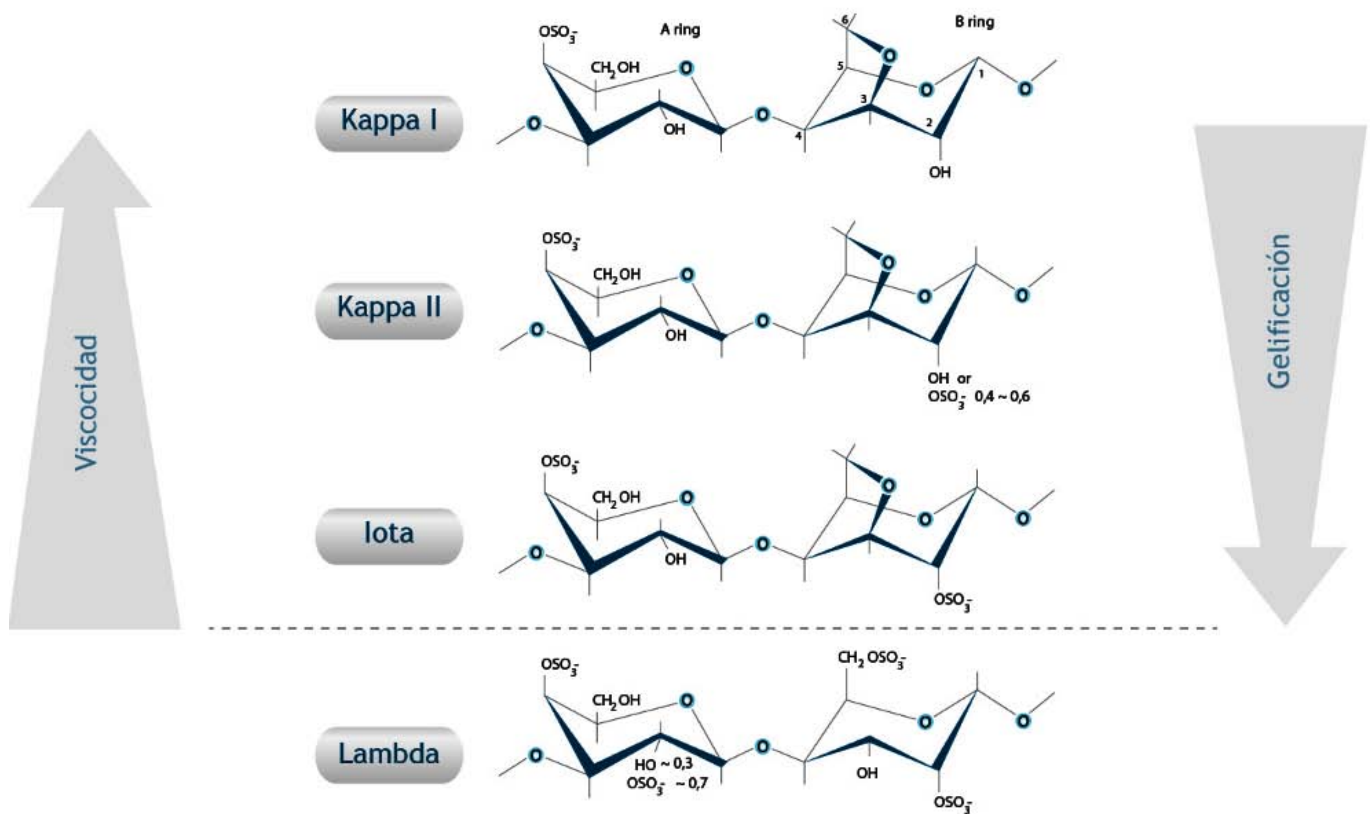 A ring
B ring
OSO₃⁻
CH₂OH
O
O
OH
O
6
5
4
3
2
1
O
O
O
OH
Kappa I
OSO₃⁻
CH₂OH
O
O
OH
O
O
O
O
OH or
OSO₃⁻ 0,4 ~ 0,6
Kappa II
OSO₃⁻
CH₂OH
O
O
OH
O
O
O
O
OSO₃⁻
Iota
OSO₃⁻
CH₂OH
O
O
HO ~ 0,3
OSO₃⁻ ~ 0,7
O
CH₂ OSO₃⁻
O
O
OH
OSO₃⁻
Lambda
Viscocidad
Gelificación